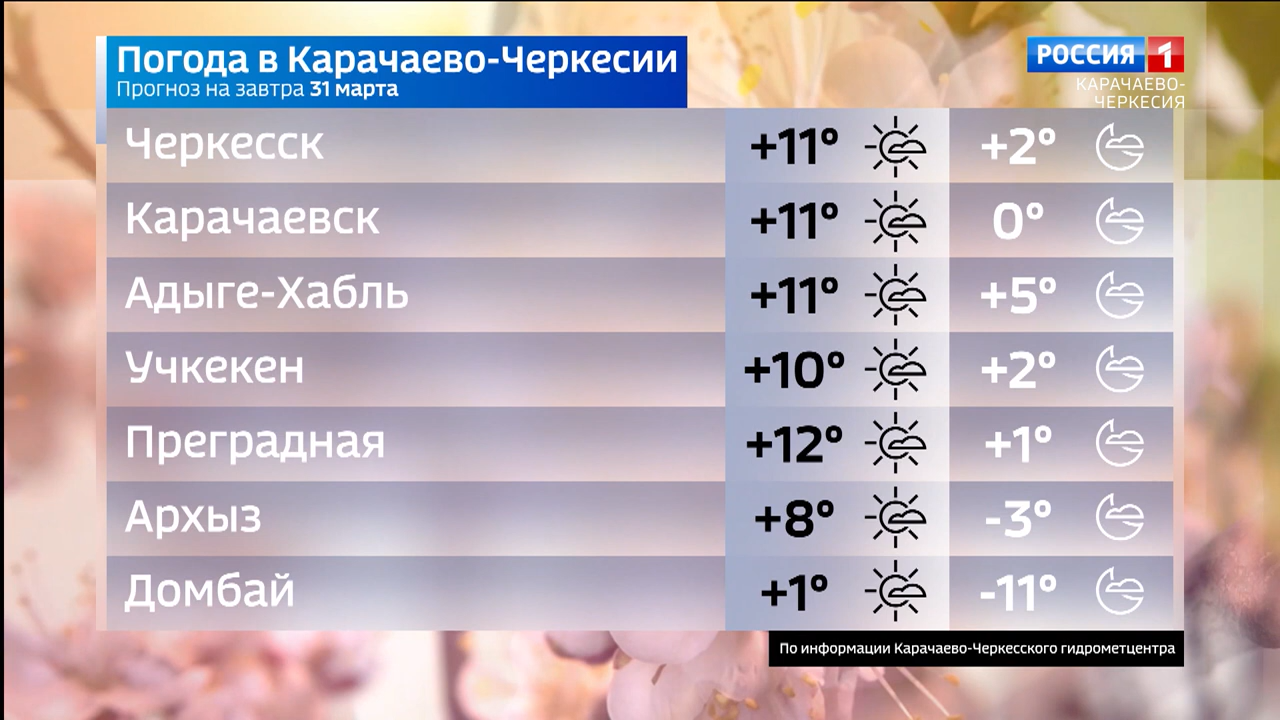 Погода в Карачаево-Черкесии
Прогноз на завтра 31 марта
РОССИЯ 1
КАРАЧАЕВО-
ЧЕРКЕСИЯ
Черкесск +11° +2°
Карачаевск +11° 0°
Адыге-Хабль +11° +5°
Учкекен +10° +2°
Преградная +12° +1°
Архыз +8° -3°
Домбай +1° -11°
По информации Карачаево-Черкесского гидрометцентра